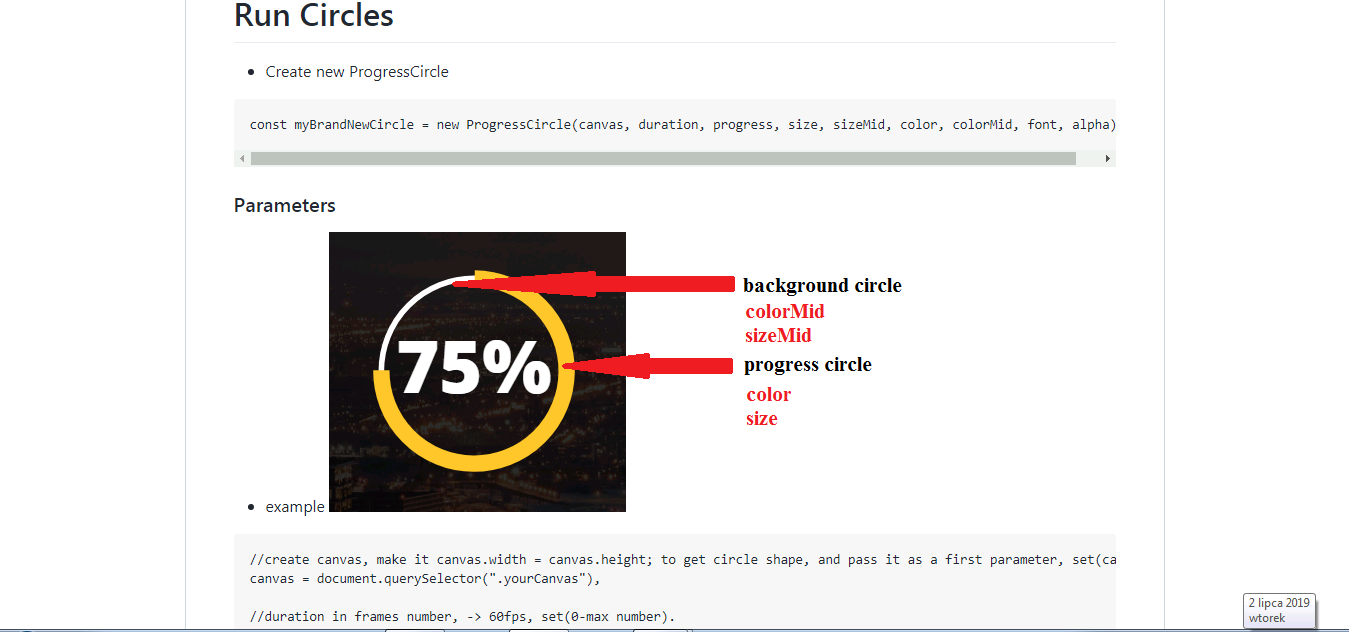 Run Circles
Create new ProgressCircle
const myBrandNewCircle = new ProgressCircle(canvas, duration, progress, size, sizeMid, color, colorMid, font, alpha)
Parameters
75%
background circle
colorMid
sizeMid
progress circle
color
size
example
//create canvas, make it canvas.width = canvas.height; to get circle shape, and pass it as a first parameter, set(ca
canvas = document.querySelector(".yourCanvas"),
//duration in frames number, -> 60fps, set(0-max number).
2 lipca 2019
wtorek